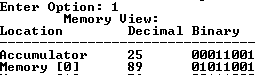 Enter Option: 1
Memory View:
Location Decimal Binary
--------------------------------
Accumulator 25 00011001
Memory [0] 89 01011001